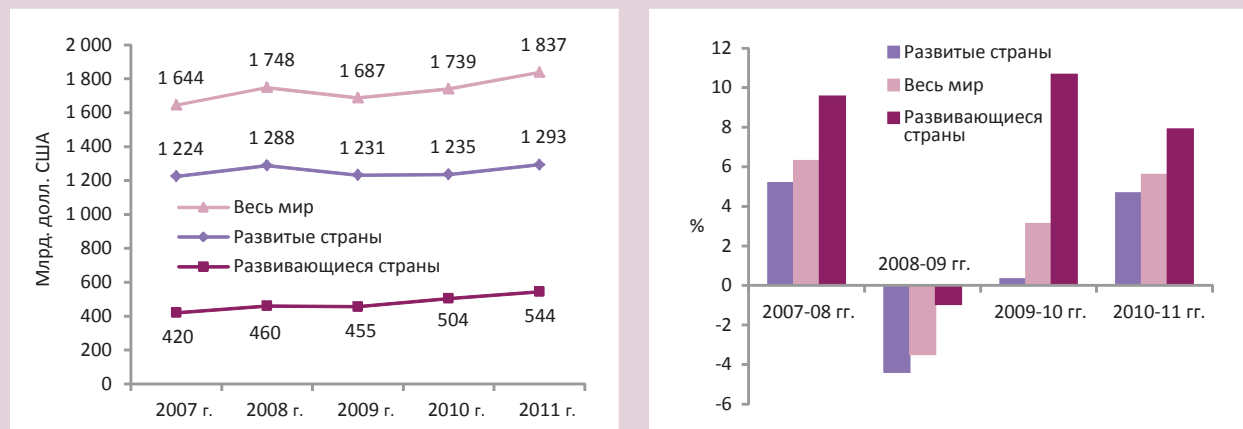 Млрд. долл. США
2 000
1 800
1 600
1 400
1 200
1 000
800
600
400
200
0
1 644
1 748
1 687
1 739
1 837
1 224
1 288
1 231
1 235
1 293
Весь мир
Развитые страны
Развивающиеся страны
420
460
455
504
544
2007 г.
2008 г.
2009 г.
2010 г.
2011 г.
%
12
10
8
6
4
2
0
-2
-4
-6
Развитые страны
Весь мир
Развивающиеся
страны
2007-08 гг.
2008-09 гг.
2009-10 гг.
2010-11 гг.